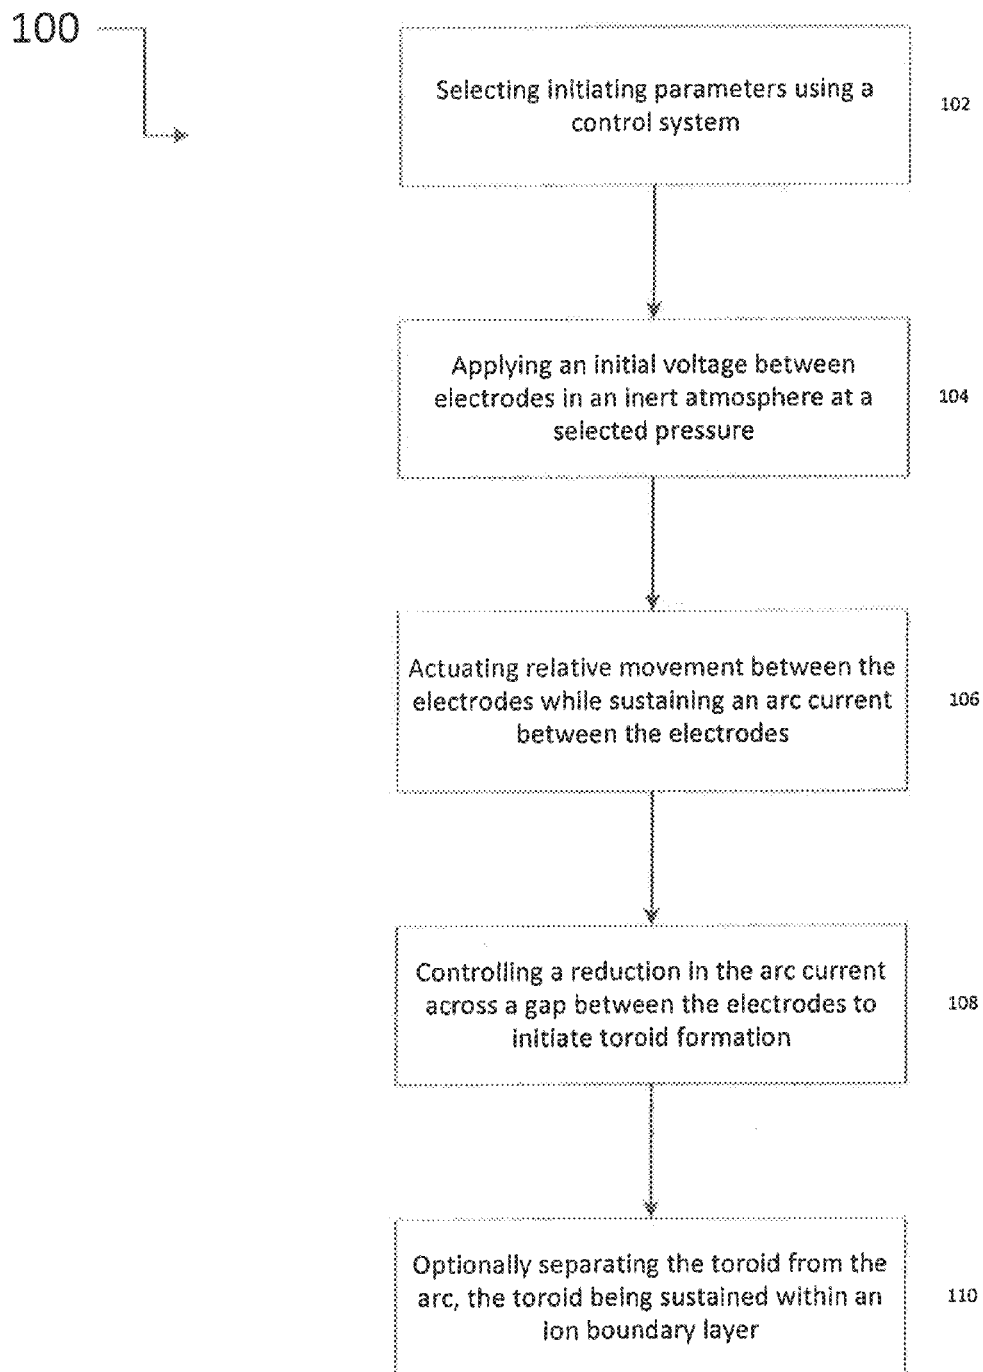 100
Selecting initiating parameters using a
control system
102
Applying an initial voltage between
electrodes in an inert atmosphere at a
selected pressure
104
Actuating relative movement between the
electrodes while sustaining an arc current
between the electrodes
106
Controlling a reduction in the arc current
across a gap between the electrodes to
initiate toroid formation
108
Optionally separating the toroid from the
arc, the toroid being sustained within an
ion boundary layer
110